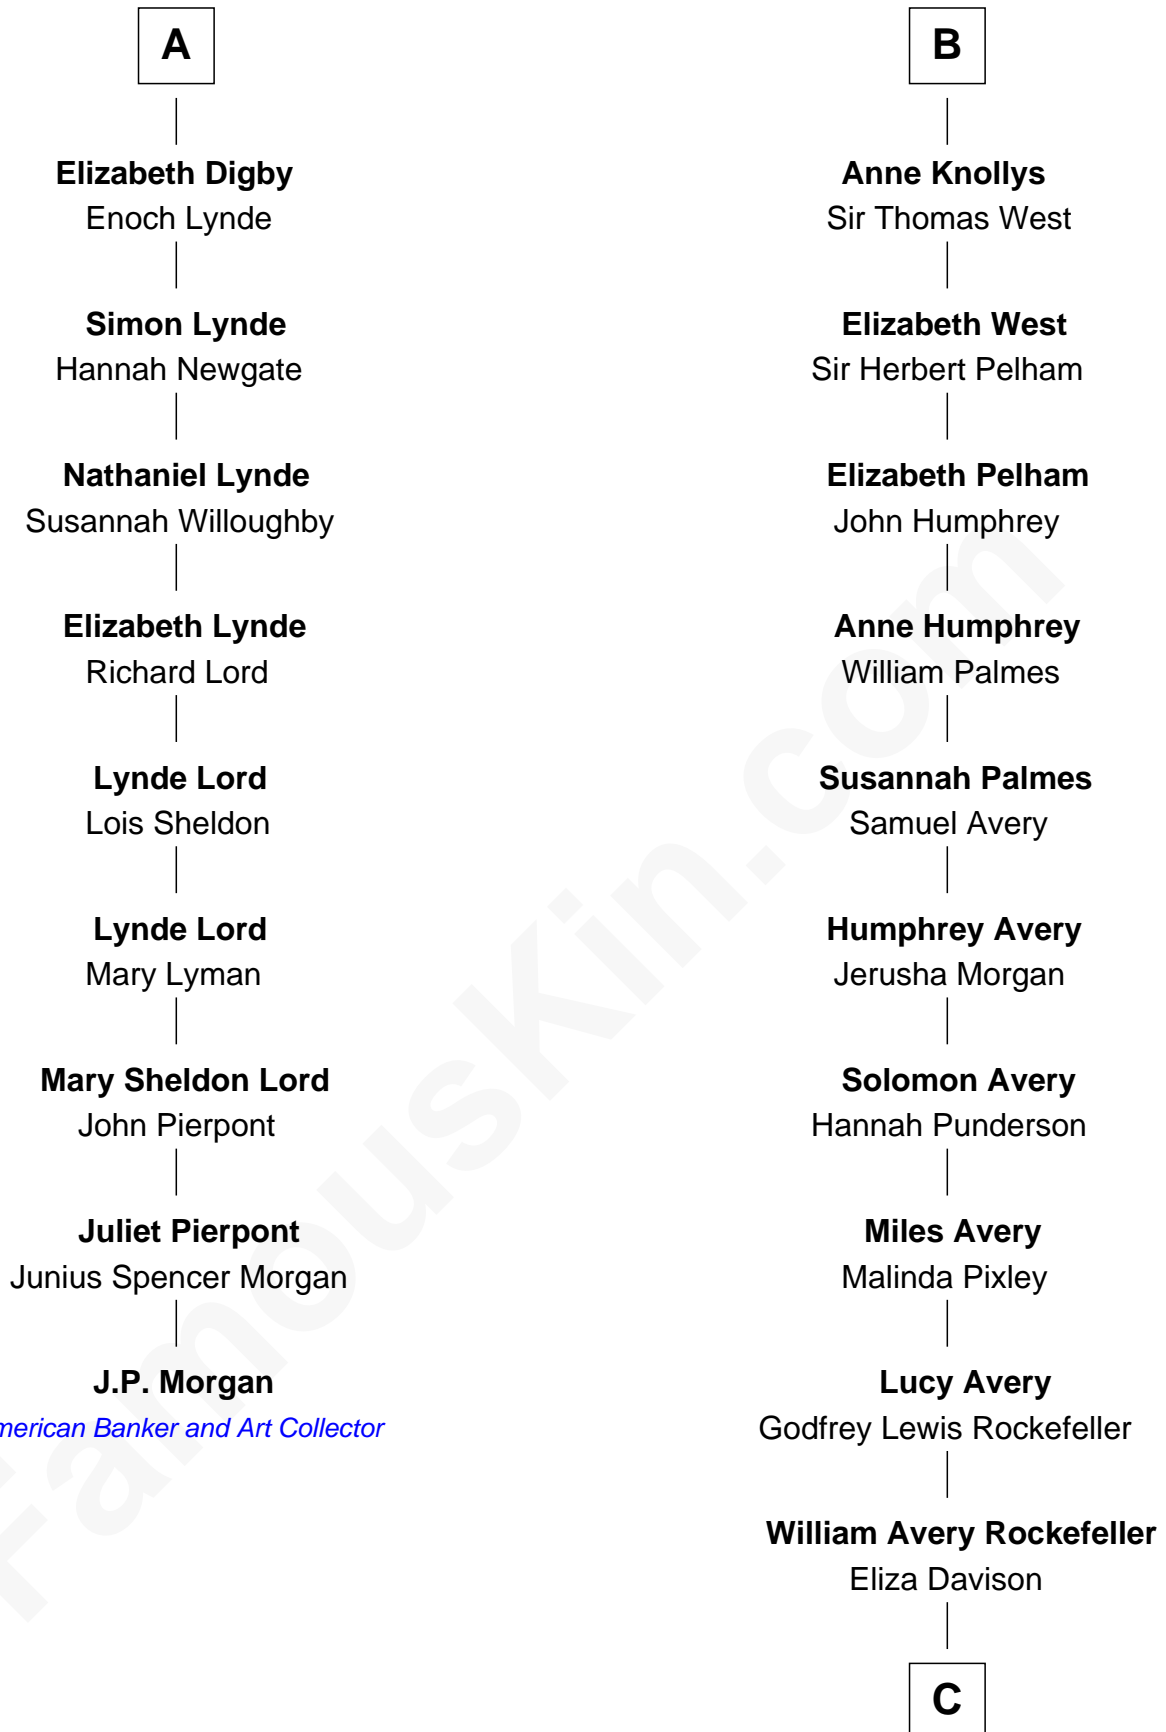 A
Elizabeth Digby
Enoch Lynde
Simon Lynde
Hannah Newgate
Nathaniel Lynde
Susannah Willoughby
Elizabeth Lynde
Richard Lord
Lynde Lord
Lois Sheldon
Lynde Lord
Mary Lyman
Mary Sheldon Lord
John Pierpont
Juliet Pierpont
Junius Spencer Morgan
J.P. Morgan
merican Banker and Art Collector
B
Anne Knollys
Sir Thomas West
Elizabeth West
Sir Herbert Pelham
Elizabeth Pelham
John Humphrey
Anne Humphrey
William Palmes
Susannah Palmes
Samuel Avery
Humphrey Avery
Jerusha Morgan
Solomon Avery
Hannah Punderson
Miles Avery
Malinda Pixley
Lucy Avery
Godfrey Lewis Rockefeller
William Avery Rockefeller
Eliza Davison
C
FamousKin.com